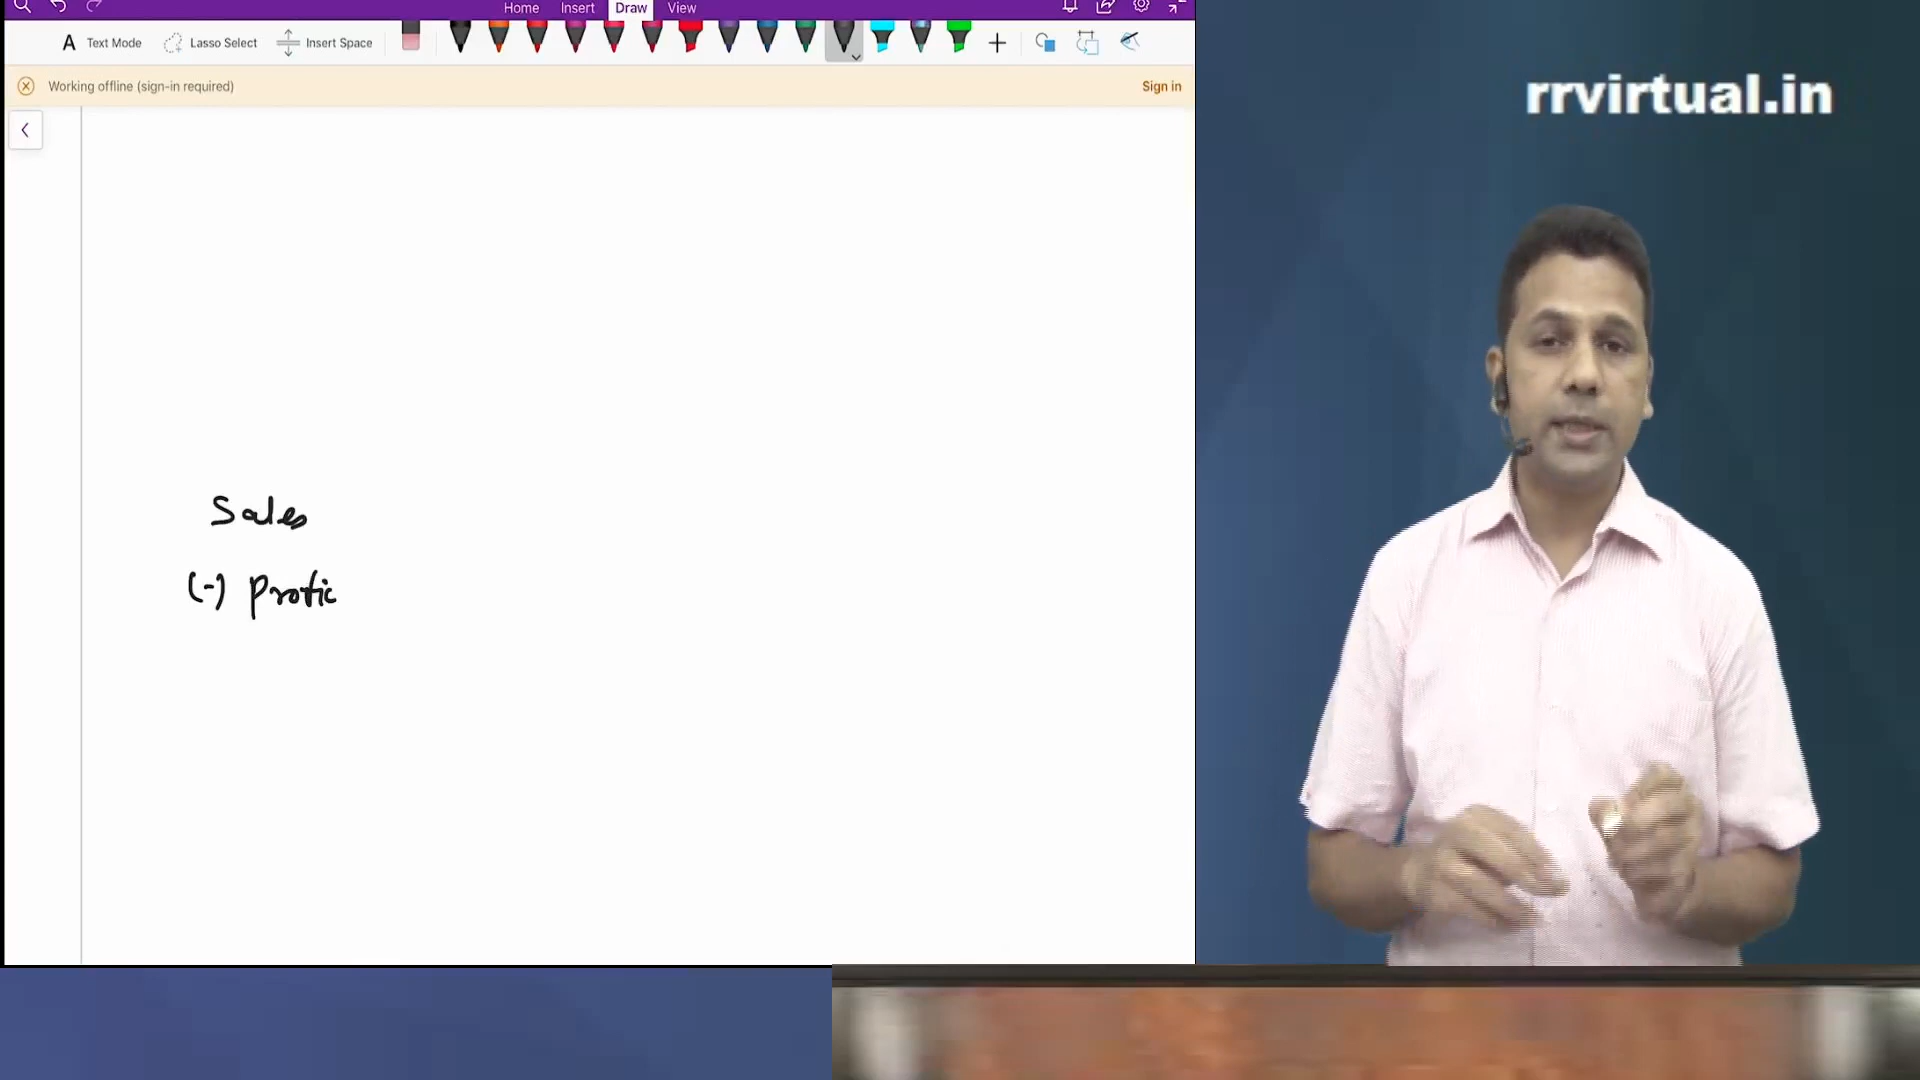 Home Insert Draw View
A Text Mode Lasso Select Insert Space
Working offline (sign-in required) Sign in
rrvirtual.in
Sales
(-) Profit